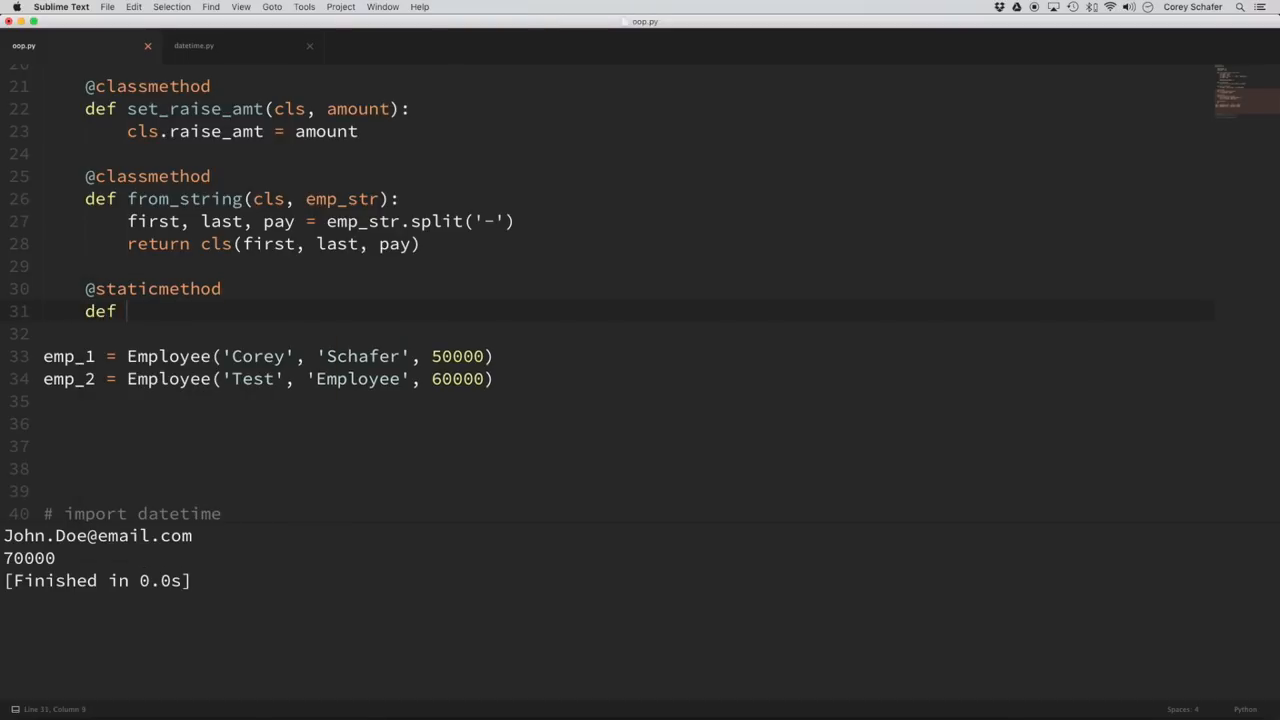 Sublime Text File Edit Selection Find View Goto Tools Project Window Help Corey Schafer
oop.py
oop.py datetime.py
20
21 @classmethod
22 def set_raise_amt(cls, amount):
23 cls.raise_amt = amount
24
25 @classmethod
26 def from_string(cls, emp_str):
27 first, last, pay = emp_str.split('-')
28 return cls(first, last, pay)
29
30 @staticmethod
31 def
32
33 emp_1 = Employee('Corey', 'Schafer', 50000)
34 emp_2 = Employee('Test', 'Employee', 60000)
35
36
37
38
39
40 # import datetime
John.Doe@email.com
70000
[Finished in 0.0s]
Line 31, Column 9 Spaces: 4 Python